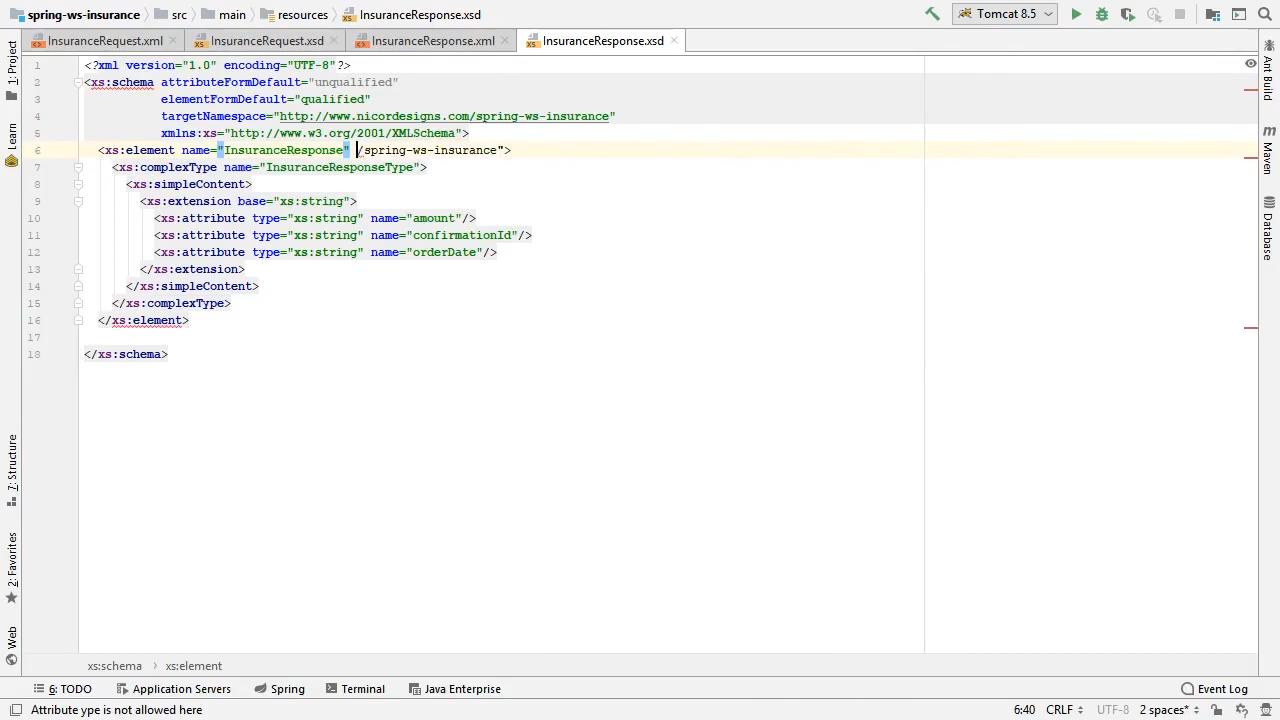 spring-ws-insurance src main resources InsuranceResponse.xsd Tomcat 8.5
InsuranceRequest.xml InsuranceRequest.xsd InsuranceResponse.xml InsuranceResponse.xsd
1 <?xml version="1.0" encoding="UTF-8"?>
2 <xs:schema attributeFormDefault="unqualified"
3 elementFormDefault="qualified"
4 targetNamespace="http://www.nicordesigns.com/spring-ws-insurance"
5 xmlns:xs="http://www.w3.org/2001/XMLSchema">
6 <xs:element name="InsuranceResponse" /spring-ws-insurance">
7 <xs:complexType name="InsuranceResponseType">
8 <xs:simpleContent>
9 <xs:extension base="xs:string">
10 <xs:attribute type="xs:string" name="amount"/>
11 <xs:attribute type="xs:string" name="confirmationId"/>
12 <xs:attribute type="xs:string" name="orderDate"/>
13 </xs:extension>
14 </xs:simpleContent>
15 </xs:complexType>
16 </xs:element>
17
18 </xs:schema>
1: Project
Learn
7: Structure
2: Favorites
Web
Ant Build
m Maven
Database
xs:schema › xs:element
6: TODO Application Servers Spring Terminal Java Enterprise Event Log
Attribute ype is not allowed here 6:40 CRLF UTF-8 2 spaces*